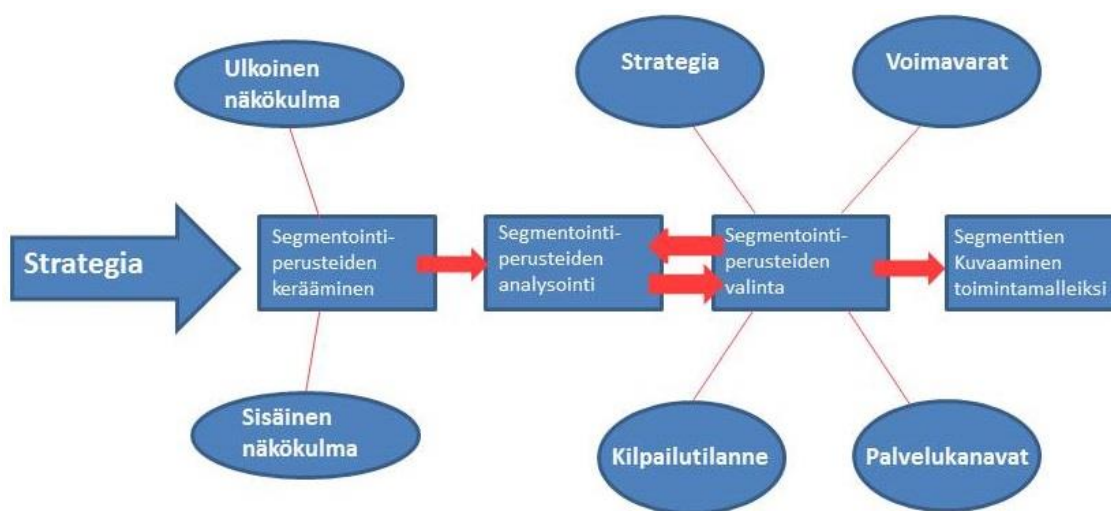 Ulkoinen
näkökulma
Strategia
Voimavarat
Strategia
Segmentointi-
perusteiden
kerääminen
Segmentointi-
perusteiden
analysointi
Segmentointi-
perusteiden
valinta
Segmenttien
Kuvaaminen
toimintamalleiksi
Sisäinen
näkökulma
Kilpailutilanne
Palvelukanavat